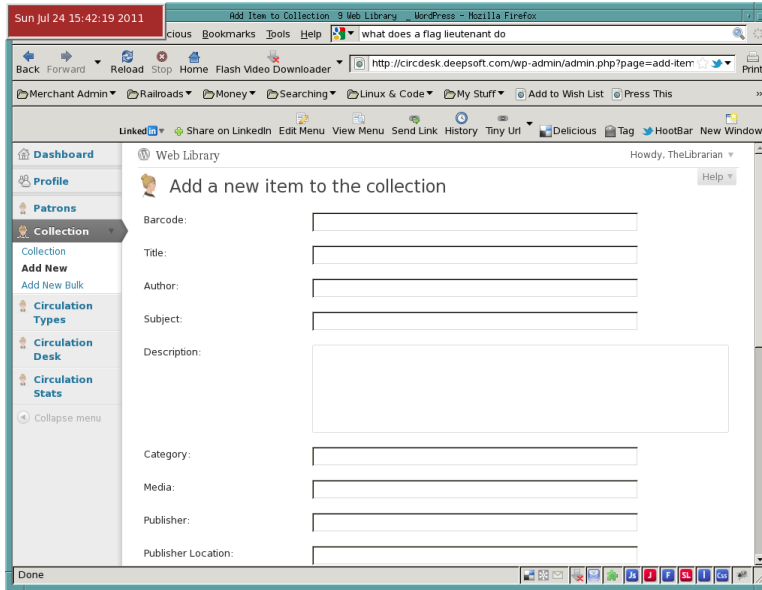 Sun Jul 24 15:42:19 2011
Add Item to Collection 9 Web Library _ WordPress - Mozilla Firefox
cious Bookmarks Tools Help what does a flag lieutenant do
Back Forward Reload Stop Home Flash Video Downloader http://circdesk.deepsoft.com/wp-admin/admin.php?page=add-item Print
Merchant Admin Railroads Money Searching Linux & Code My Stuff Add to Wish List Press This »
Linked in Share on LinkedIn Edit Menu View Menu Send Link History Tiny Url Delicious Tag HootBar New Window
Dashboard
Web Library
Howdy, TheLibrarian
Help
Profile
Patrons
Collection
Collection
Add New
Add New Bulk
Circulation
Types
Circulation
Desk
Circulation
Stats
Collapse menu
Add a new item to the collection
Barcode:
Title:
Author:
Subject:
Description:
Category:
Media:
Publisher:
Publisher Location:
Done
Js J F SL I Css